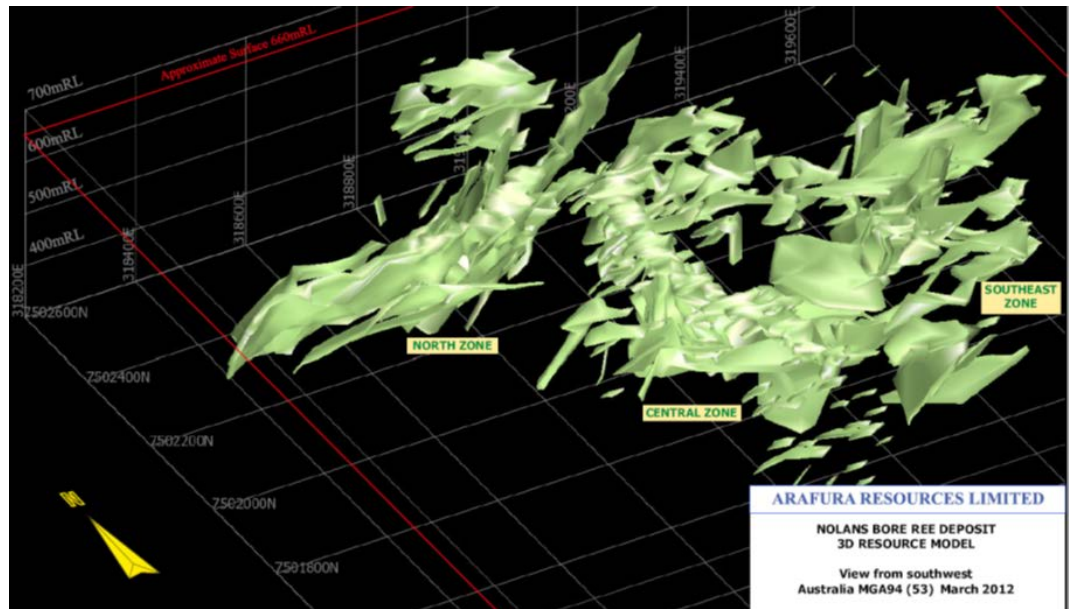 Approximate Surface 660mRL
700mRL
600mRL
500mRL
400mRL
318200E
318400E
318600E
318800E
319400E
319600E
7502600N
7502400N
7502200N
7502000N
7501800N
NORTH ZONE
CENTRAL ZONE
SOUTHEAST
ZONE
ARAFURA RESOURCES LIMITED
NOLANS BORE REE DEPOSIT
3D RESOURCE MODEL
View from southwest
Australia MGA94 (53) March 2012